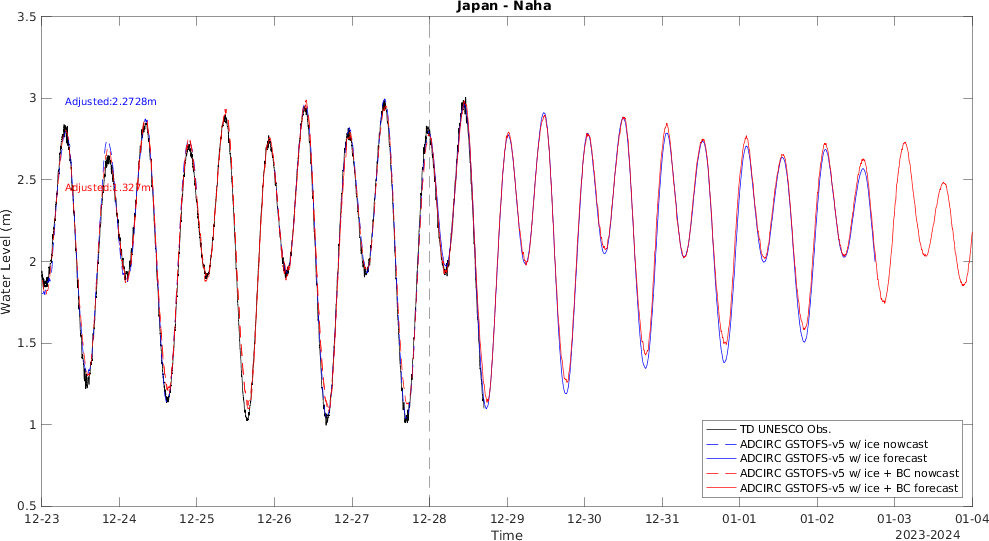 Japan - Naha
3.5
3
2.5
2
1.5
1
0.5
Water Level (m)
Adjusted:2.2728m
Adjusted:1.327m
TD UNESCO Obs.
ADCIRC GSTOFS-v5 w/ ice nowcast
ADCIRC GSTOFS-v5 w/ ice forecast
ADCIRC GSTOFS-v5 w/ ice + BC nowcast
ADCIRC GSTOFS-v5 w/ ice + BC forecast
12-23 12-24 12-25 12-26 12-27 12-28 12-29 12-30 12-31 01-01 01-02 01-03 01-04
Time
2023-2024